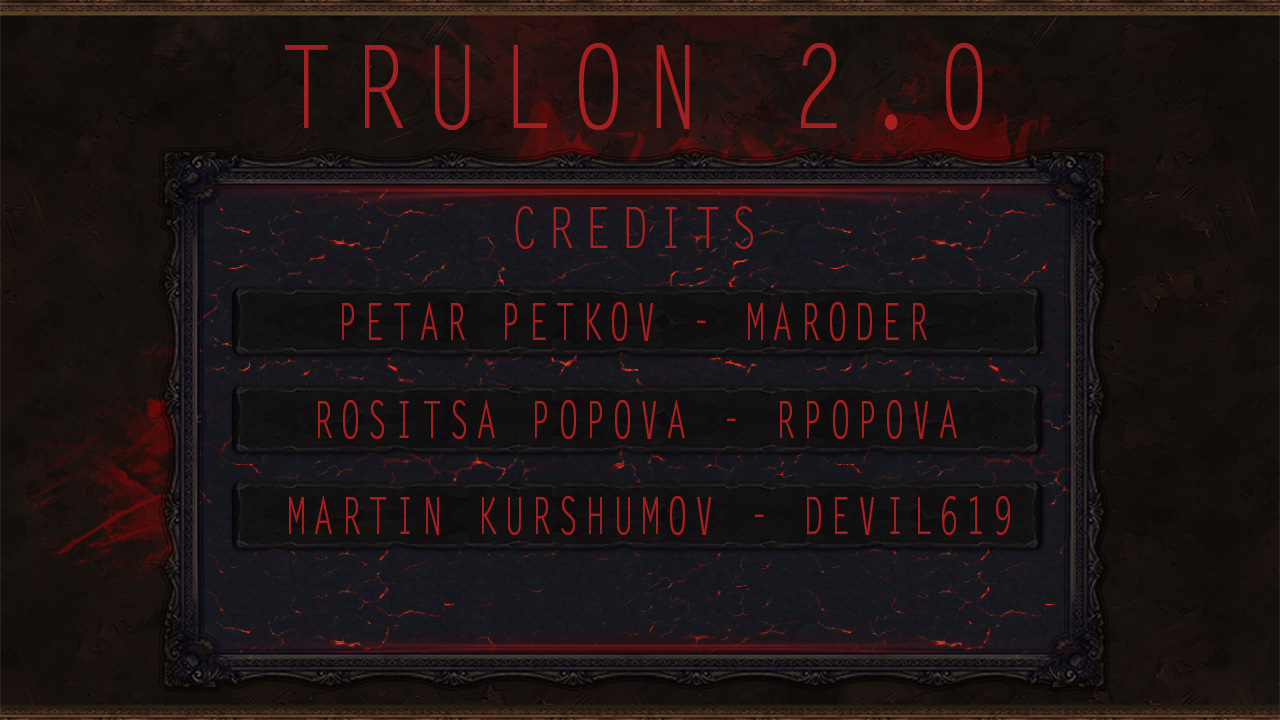 TRULON 2.0
CREDITS
PETAR PETKOV - MARODER
ROSITSA POPOVA - RPOPOVA
MARTIN KURSHUMOV - DEVIL619